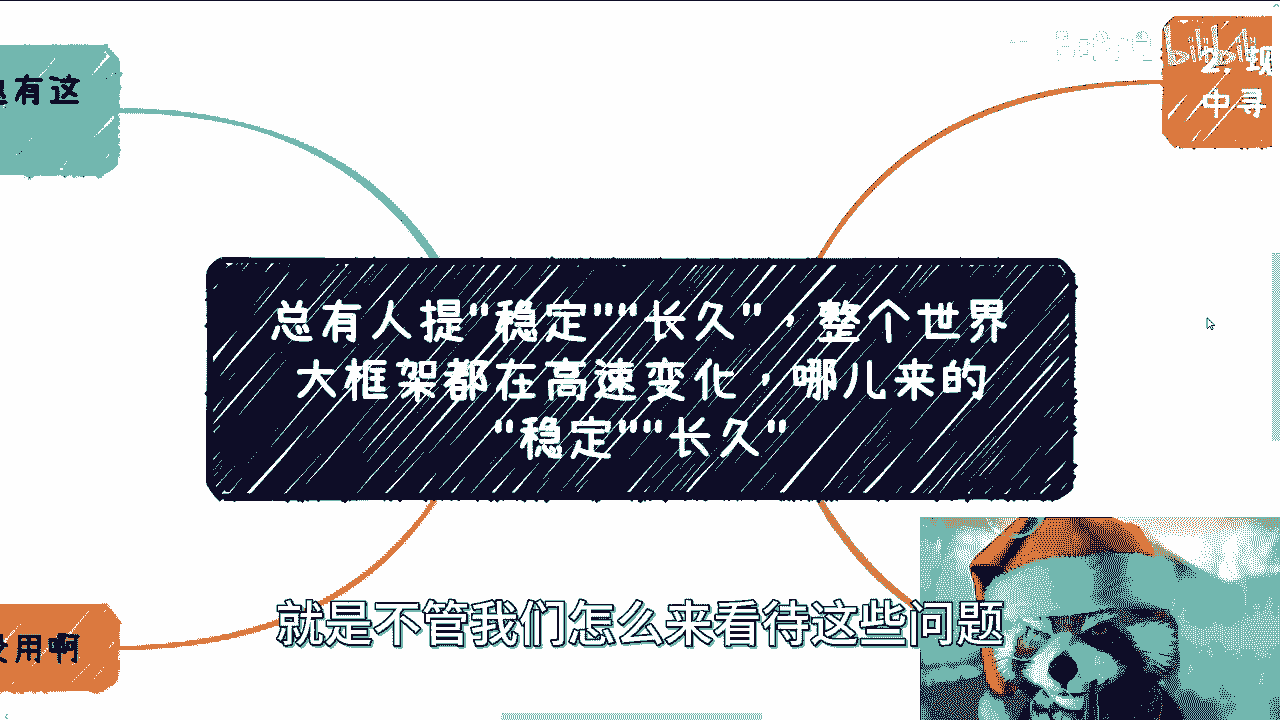 有这
2, 现
中寻
总有人提"稳定""长久"，整个世界
大框架都在高速变化，哪儿来的
"稳定""长久"
用啊
就是不管我们怎么来看待这些问题